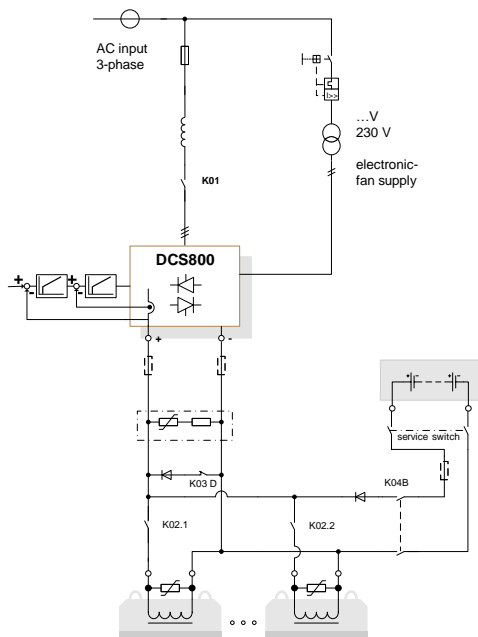 AC input
3-phase
I>>
...V
230 V
electronic-
fan supply
K01
DCS800
+
-
+
-
+
-
+ -
+ -
service switch
K03 D
K04B
K02.1
K02.2